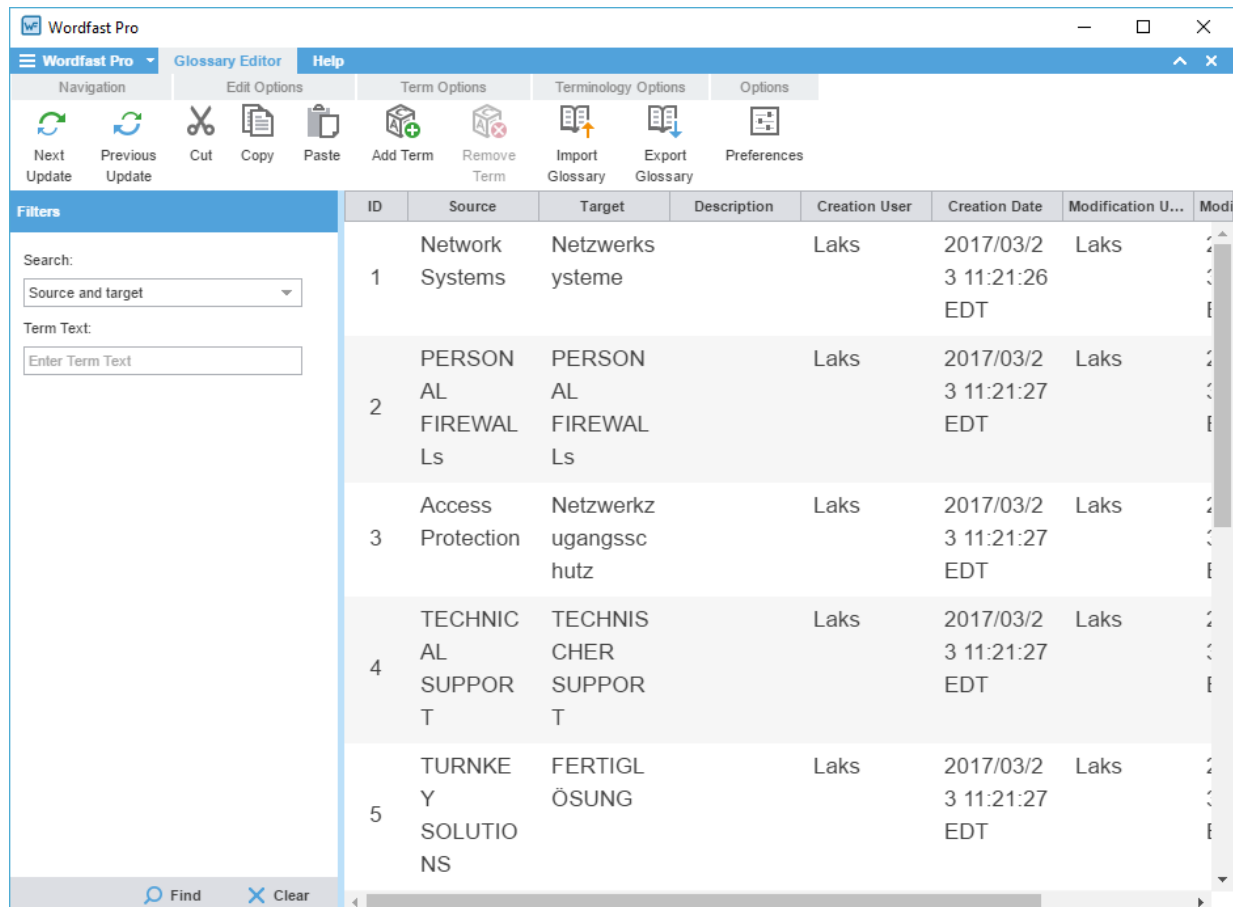 Wordfast Pro
Wordfast Pro Glossary Editor Help
Navigation Edit Options Term Options Terminology Options Options
Next Update
Previous Update
Cut
Copy
Paste
Add Term
Remove Term
Import Glossary
Export Glossary
Preferences
Filters
Search:
Source and target
Term Text:
Enter Term Text
Find Clear
ID Source Target Description Creation User Creation Date Modification U... Modi
1
Network
Systems
Netzwerks
ysteme
Laks
2017/03/2
3 11:21:26
EDT
Laks
2
PERSON
AL
FIREWAL
Ls
PERSON
AL
FIREWAL
Ls
Laks
2017/03/2
3 11:21:27
EDT
Laks
3
Access
Protection
Netzwerkz
ugangssc
hutz
Laks
2017/03/2
3 11:21:27
EDT
Laks
4
TECHNIC
AL
SUPPOR
T
TECHNIS
CHER
SUPPOR
T
Laks
2017/03/2
3 11:21:27
EDT
Laks
5
TURNKE
Y
SOLUTIO
NS
FERTIGL
ÖSUNG
Laks
2017/03/2
3 11:21:27
EDT
Laks